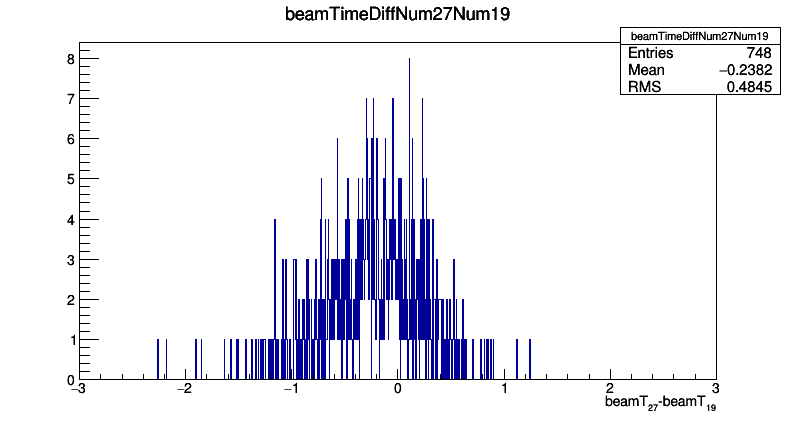 beamTimeDiffNum27Num19
beamTimeDiffNum27Num19
Entries 748
Mean −0.2382
RMS 0.4845
8
7
6
5
4
3
2
1
0
−3 −2 −1 0 1 2 3
beamT27-beamT19